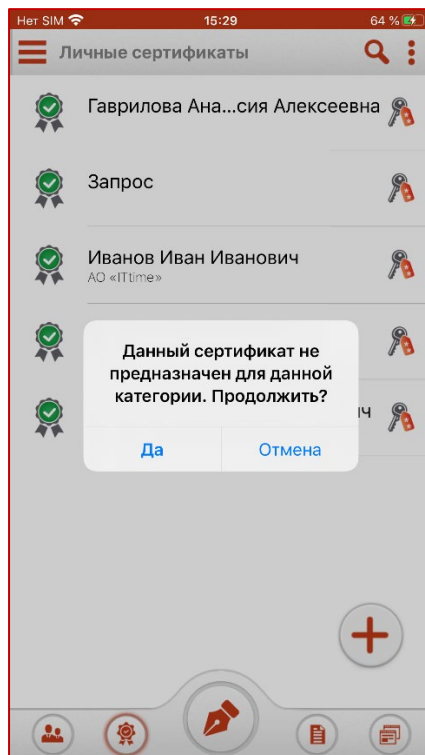 Нет SIM 15:29 64 %
Личные сертификаты
Гаврилова Ана...сия Алексеевна
Запрос
Иванов Иван Иванович
АО «ITtime»
Данный сертификат не
предназначен для данной
категории. Продолжить?
ич
Да Отмена